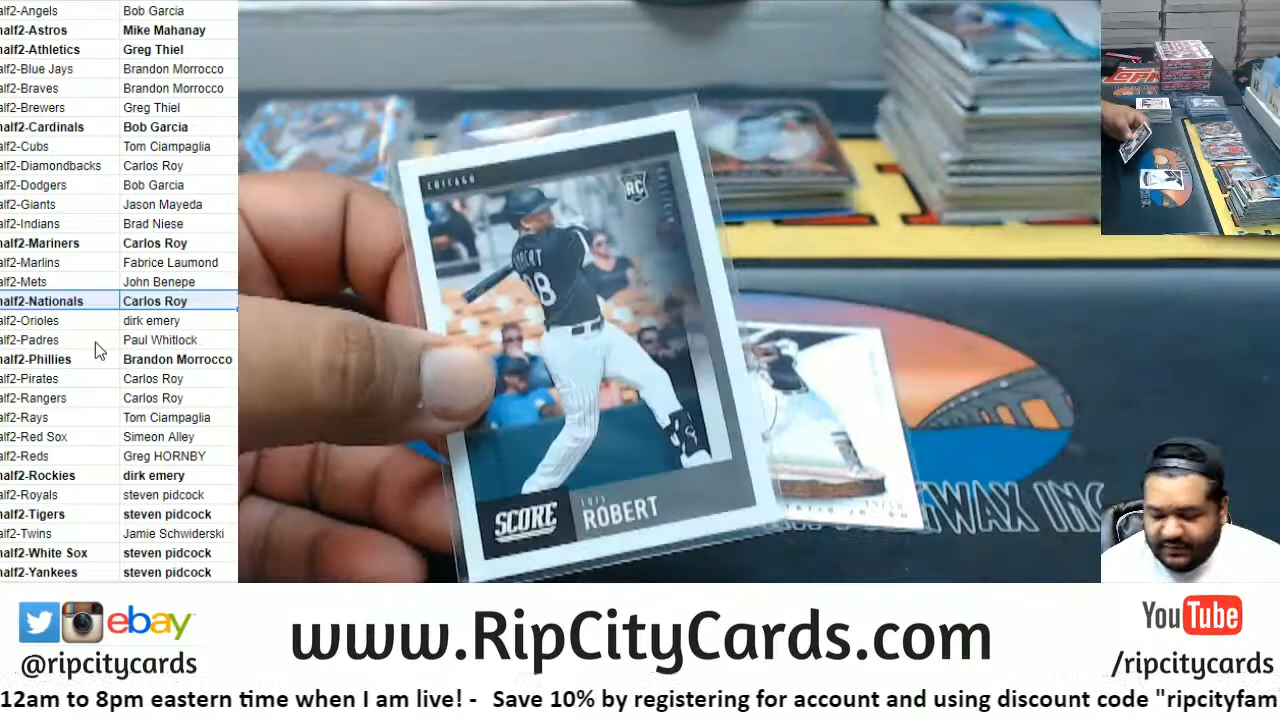 alf2-Angels Bob Garcia
half2-Astros Mike Mahanay
half2-Athletics Greg Thiel
alf2-Blue Jays Brandon Morrocco
alf2-Braves Brandon Morrocco
alf2-Brewers Greg Thiel
half2-Cardinals Bob Garcia
alf2-Cubs Tom Ciampaglia
alf2-Diamondbacks Carlos Roy
alf2-Dodgers Bob Garcia
alf2-Giants Jason Mayeda
alf2-Indians Brad Niese
half2-Mariners Carlos Roy
alf2-Marlins Fabrice Laumond
alf2-Mets John Benepe
half2-Nationals Carlos Roy
alf2-Orioles dirk emery
alf2-Padres Paul Whitlock
half2-Phillies Brandon Morrocco
alf2-Pirates Carlos Roy
alf2-Rangers Carlos Roy
alf2-Rays Tom Ciampaglia
alf2-Red Sox Simeon Alley
alf2-Reds Greg HORNBY
half2-Rockies dirk emery
alf2-Royals steven pidcock
half2-Tigers steven pidcock
alf2-Twins Jamie Schwiderski
half2-White Sox steven pidcock
half2-Yankees steven pidcock
CHICAGO
RC
98
SCORE
LUIS
ROBERT
GWAX INC
ebay
@ripcitycards
www.RipCityCards.com
YouTube
/ripcitycards
12am to 8pm eastern time when I am live! - Save 10% by registering for account and using discount code "ripcityfam